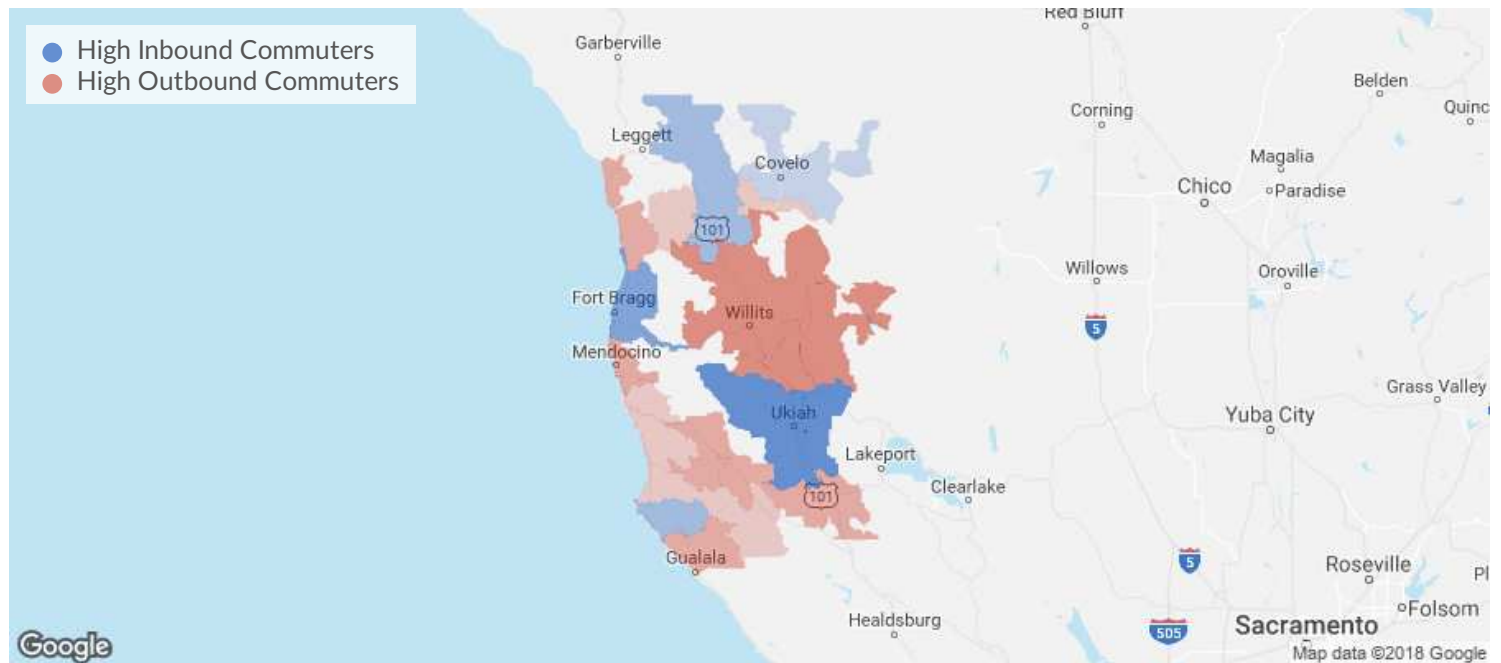 High Inbound Commuters
High Outbound Commuters
Red Bluff
Garberville
Belden
Corning
Quinc
Leggett
Covelo
Magalia
Chico
Paradise
101
Willows
Oroville
Fort Bragg
Willits
5
Mendocino
Grass Valley
Ukiah
Yuba City
Lakeport
Clearlake
101
Gualala
5
Roseville
Pl
Folsom
Healdsburg
505
Sacramento
Google
Map data ©2018 Google